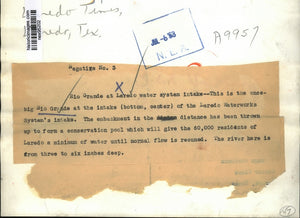 Laredo Times,
Laredo, Tex.
JL-6 53
N.E.A.
A9957
Negative No. 3
X
Rio Grande at Laredo water system intake--This is the once-
big Rio Grande at the intake (bottom, center) of the Laredo Waterworks
System's intake. The embankment in the distance has been thrown
up to form a conservation pool which will give the 60,000 residents of
Laredo a minimum of water until normal flow is resumed. The river here is
from three to six inches deep.